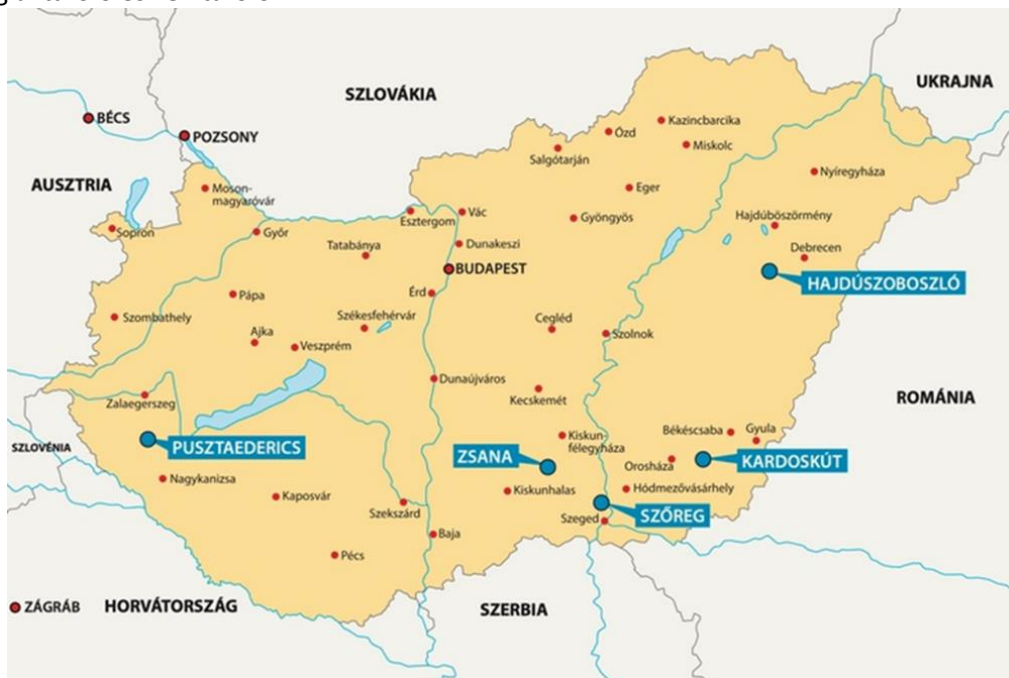 UKRAJNA
SZLOVÁKIA
BÉCS
POZSONY
Kazincbarcika
Ózd
Miskolc
Salgótarján
Nyíregyháza
AUSZTRIA
Moson-
magyaróvár
Eger
Vác
Esztergom
Gyöngyös
Hajdúböszörmény
Sopron
Győr
Tatabánya
Dunakeszi
Debrecen
BUDAPEST
HAJDÚSZOBOSZLÓ
Pápa
Érd
Szombathely
Székesfehérvár
Cegléd
Ajka
Veszprém
Szolnok
Dunaújváros
Kecskemét
Zalaegerszeg
ROMÁNIA
SZLOVÉNIA
PUSZTAEDERICS
Kiskun-
félegyháza
Békéscsaba
Gyula
ZSANA
Orosháza
KARDOSKÚT
Nagykanizsa
Kaposvár
Kiskunhalas
Hódmezővásárhely
Szekszárd
Szeged
SZŐREG
Baja
Pécs
ZÁGRÁB
HORVÁTORSZÁG
SZERBIA